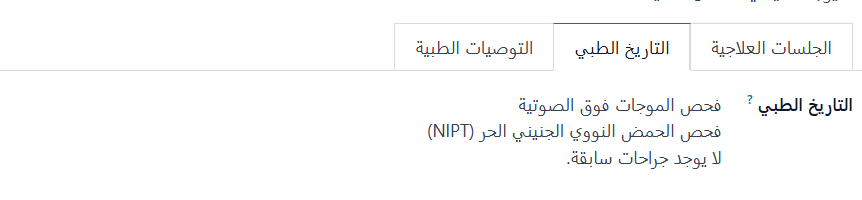 الجلسات العلاجية
التاريخ الطبي
التوصيات الطبية
التاريخ الطبي ?
فحص الموجات فوق الصوتية
فحص الحمض النووي الجنيني الحر (NIPT)
لا يوجد جراحات سابقة.